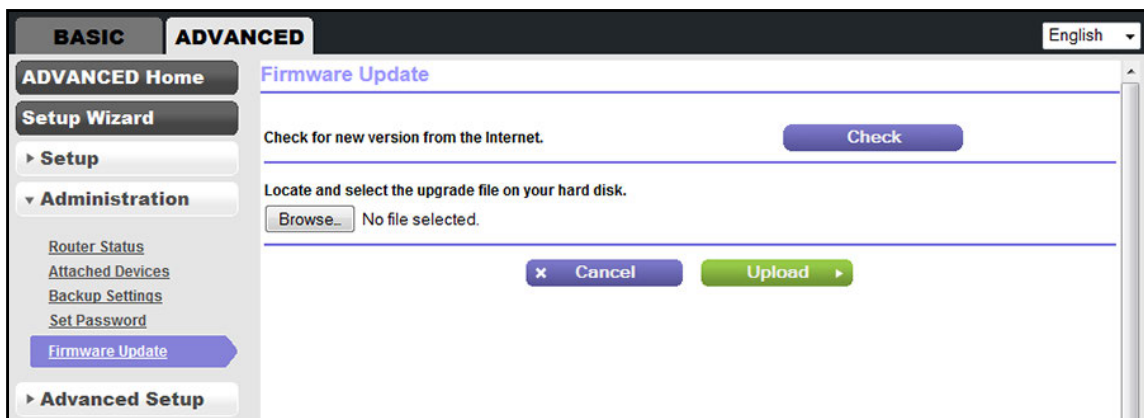 BASIC
ADVANCED
English
ADVANCED Home
Setup Wizard
Setup
Administration
Router Status
Attached Devices
Backup Settings
Set Password
Firmware Update
Advanced Setup
Firmware Update
Check for new version from the Internet.
Check
Locate and select the upgrade file on your hard disk.
Browse... No file selected.
Cancel
Upload